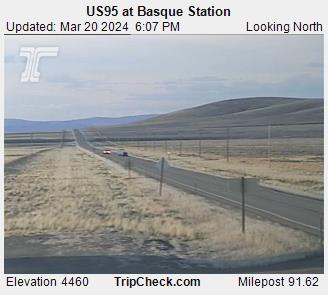 US95 at Basque Station
Updated: Mar 20 2024 6:07 PM Looking North
Elevation 4460 TripCheck.com Milepost 91.62